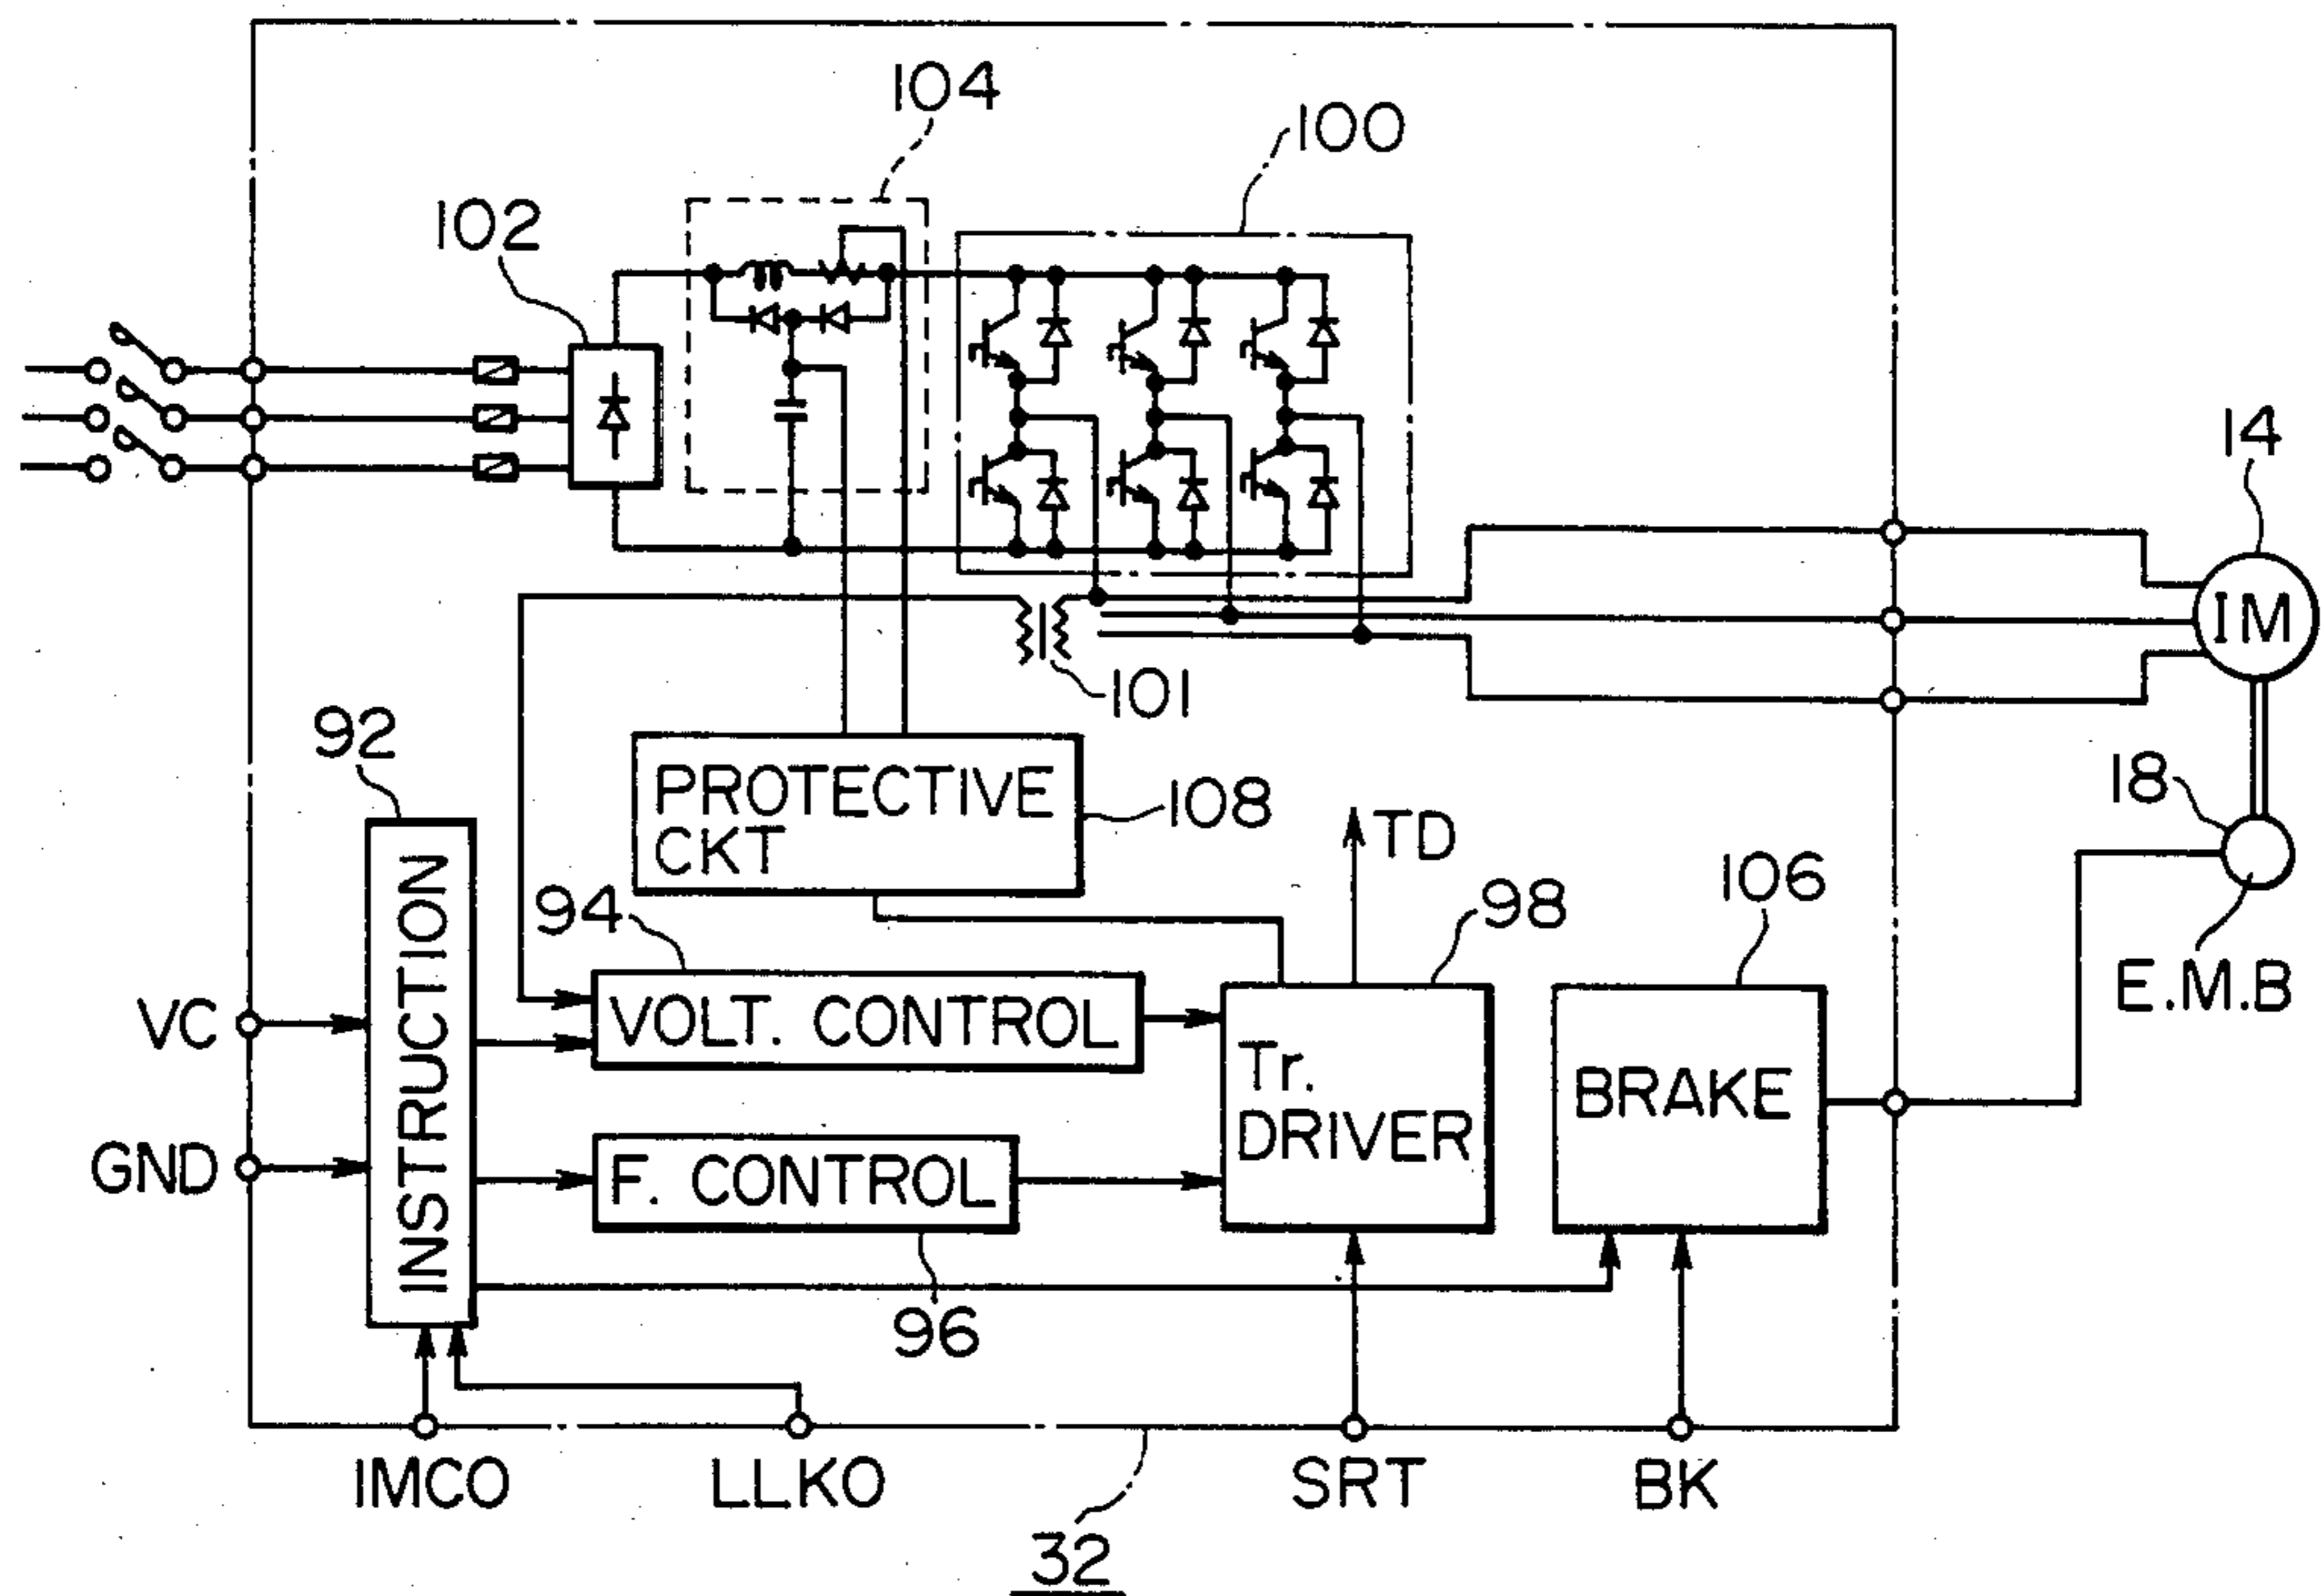 104
100
102
14
IM
101
92
18
PROTECTIVE
CKT
108
TD
106
94
98
E.M.B
VC
INSTRUCTION
VOLT. CONTROL
Tr.
DRIVER
BRAKE
GND
F. CONTROL
96
IMCO
LLKO
SRT
BK
32